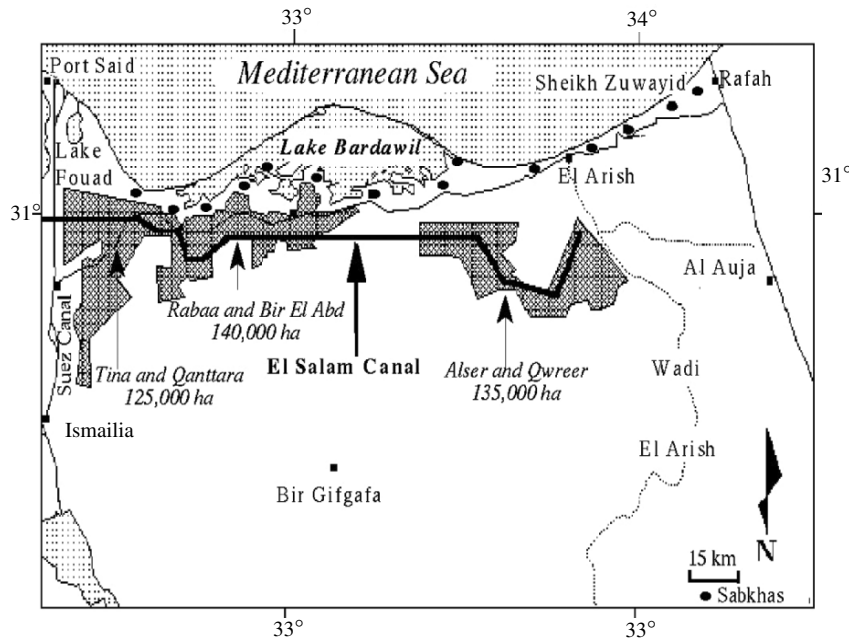 33°
34°
Port Said
Mediterranean Sea
Sheikh Zuwayid
Rafah
Lake
Fouad
Lake Bardawil
El Arish
31°
31°
Al Auja
Rabaa and Bir El Abd
140,000 ha
Suez Canal
Tina and Qanttara
125,000 ha
El Salam Canal
Alser and Qwreer
135,000 ha
Wadi
El Arish
Ismailia
Bir Gifgafa
N
15 km
Sabkhas
33°
33°